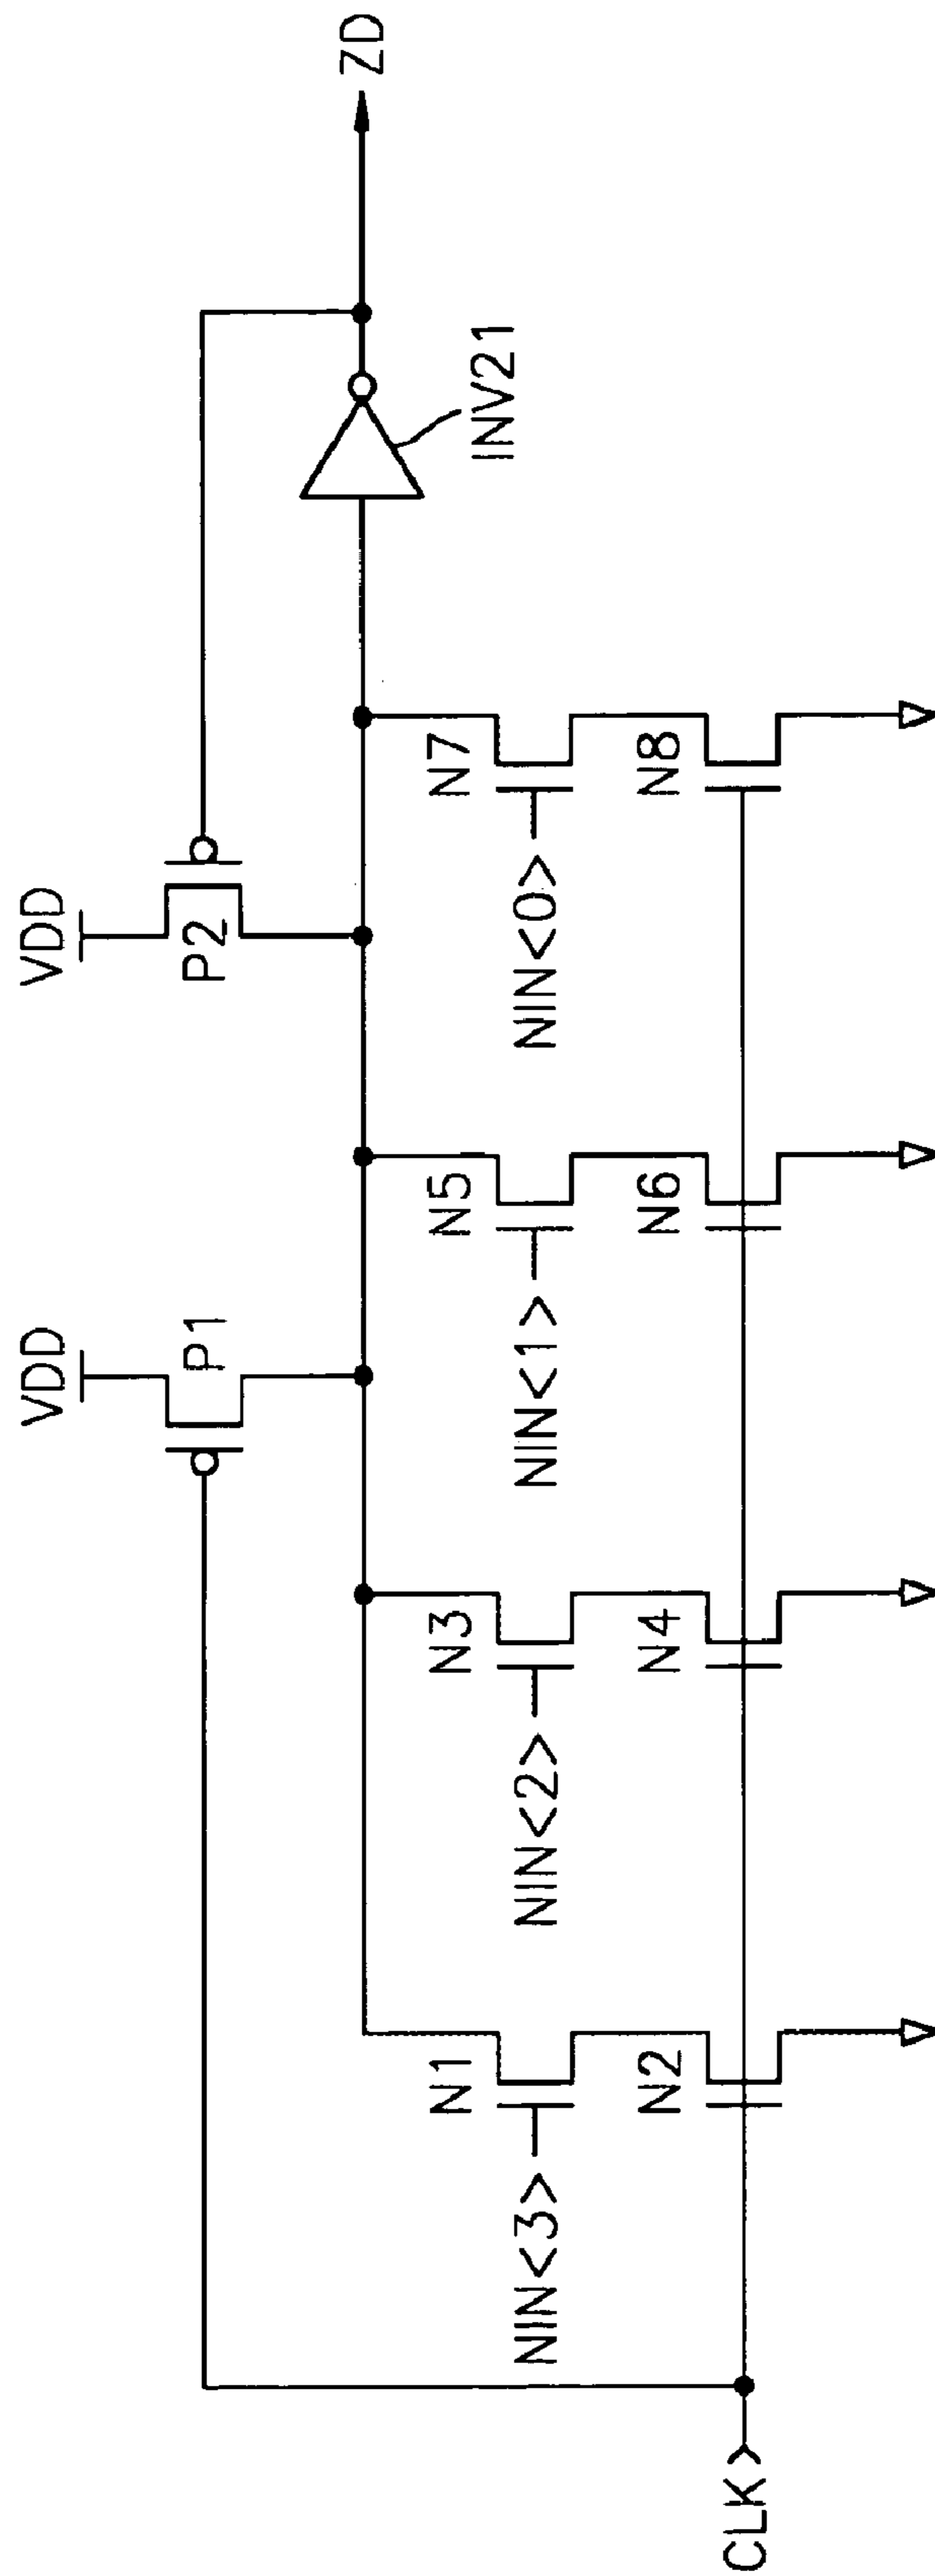 VDD
VDD
P1
P2
ZD
INV21
N1
N3
N5
N7
NIN<3>
NIN<2>
NIN<1>
NIN<0>
N2
N4
N6
N8
CLK